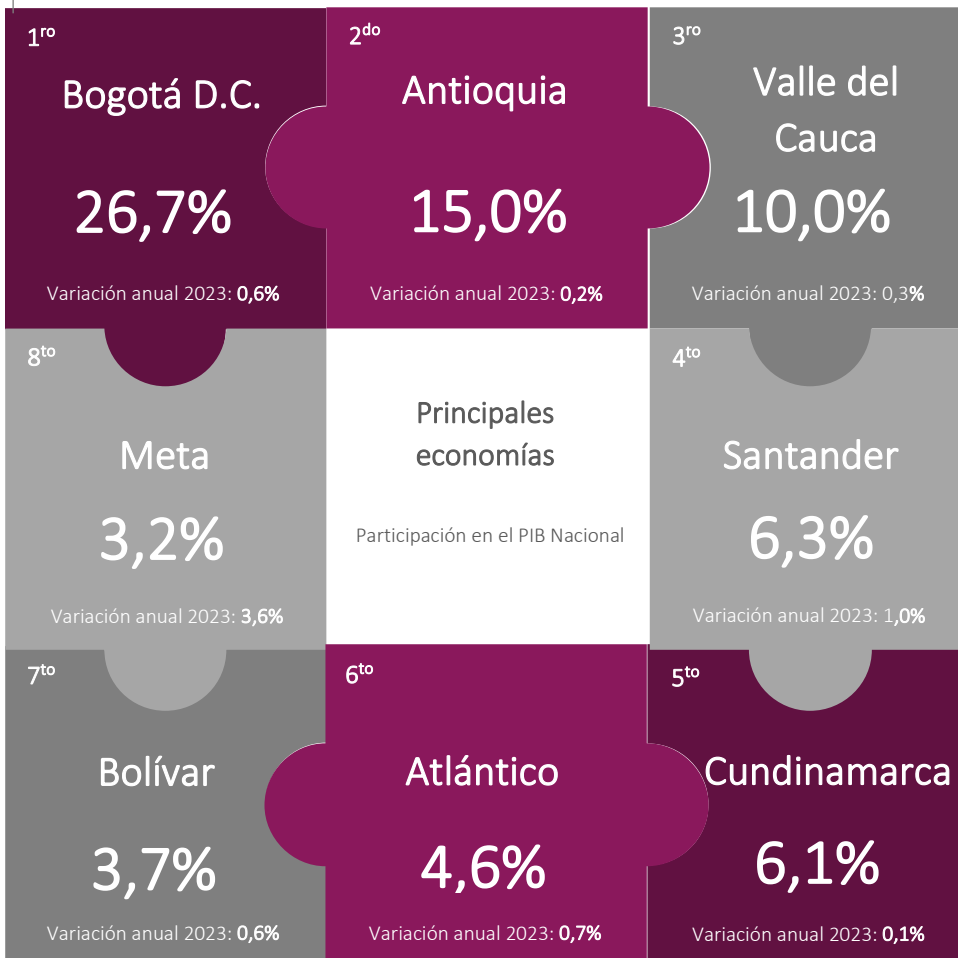 1ro
Bogotá D.C.
26,7%
Variación anual 2023: 0,6%
2do
Antioquia
15,0%
Variación anual 2023: 0,2%
3ro
Valle del
Cauca
10,0%
Variación anual 2023: 0,3%
8to
Meta
3,2%
Variación anual 2023: 3,6%
Principales
economías
Participación en el PIB Nacional
4to
Santander
6,3%
Variación anual 2023: 1,0%
7to
Bolívar
3,7%
Variación anual 2023: 0,6%
6to
Atlántico
4,6%
Variación anual 2023: 0,7%
5to
Cundinamarca
6,1%
Variación anual 2023: 0,1%